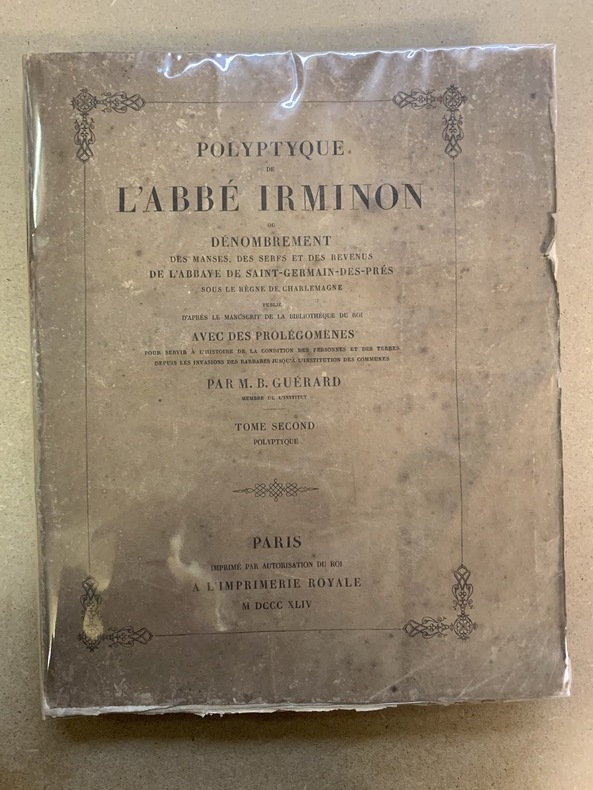 POLYPTYQUE
DE
L'ABBÉ IRMINON
OU
DÉNOMBREMENT
DES MANSES, DES SERFS ET DES REVENUS
DE L'ABBAYE DE SAINT-GERMAIN-DES-PRÉS
SOUS LE RÈGNE DE CHARLEMAGNE
PUBLIÉ
D'APRÈS LE MANUSCRIT DE LA BIBLIOTHÈQUE DU ROI
AVEC DES PROLÉGOMÈNES
POUR SERVIR À L'HISTOIRE DE LA CONDITION DES PERSONNES ET DES TERRES
DEPUIS LES INVASIONS DES BARBARES JUSQU'À L'INSTITUTION DES COMMUNES
PAR M. B. GUÉRARD
MEMBRE DE L'INSTITUT
TOME SECOND
POLYPTYQUE
PARIS
IMPRIMÉ PAR AUTORISATION DU ROI
A L'IMPRIMERIE ROYALE
M DCCC XLIV